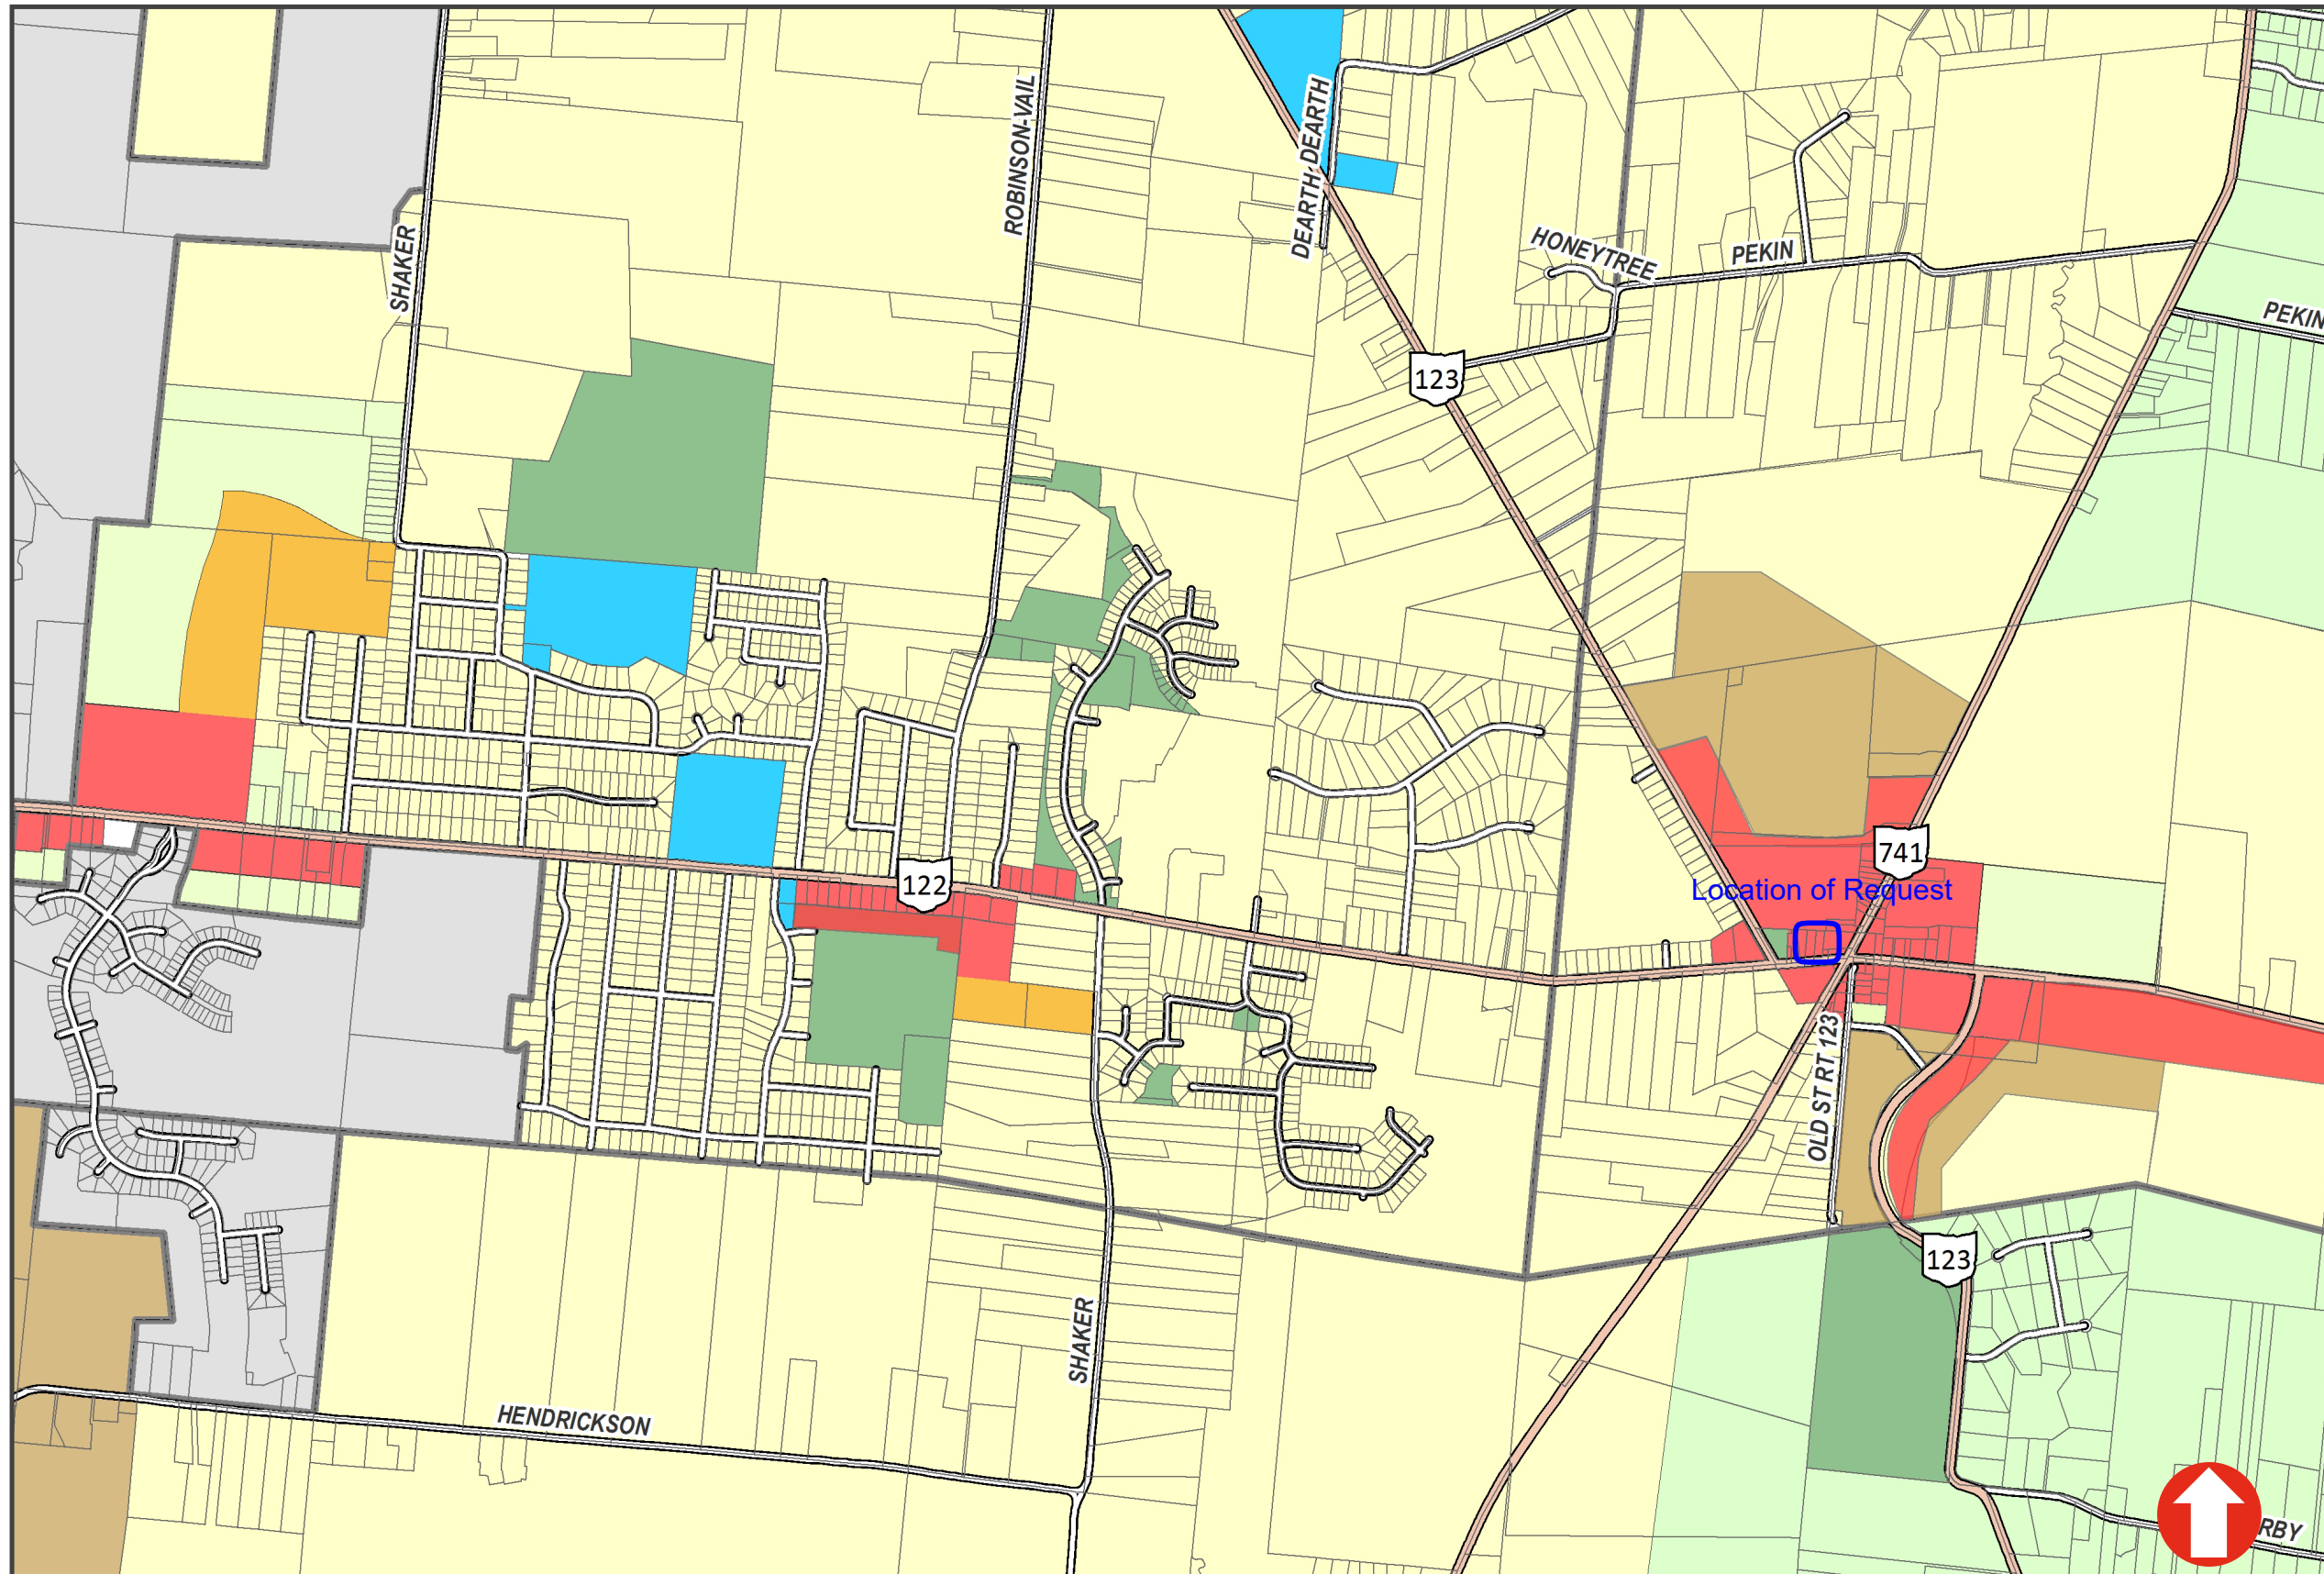 ROBINSON-VAIL
DEARTH
DEARTH
SHAKER
HONEYTREE
PEKIN
PEKIN
123
741
122
Location of Request
OLD ST RT 123
123
SHAKER
HENDRICKSON
RBY